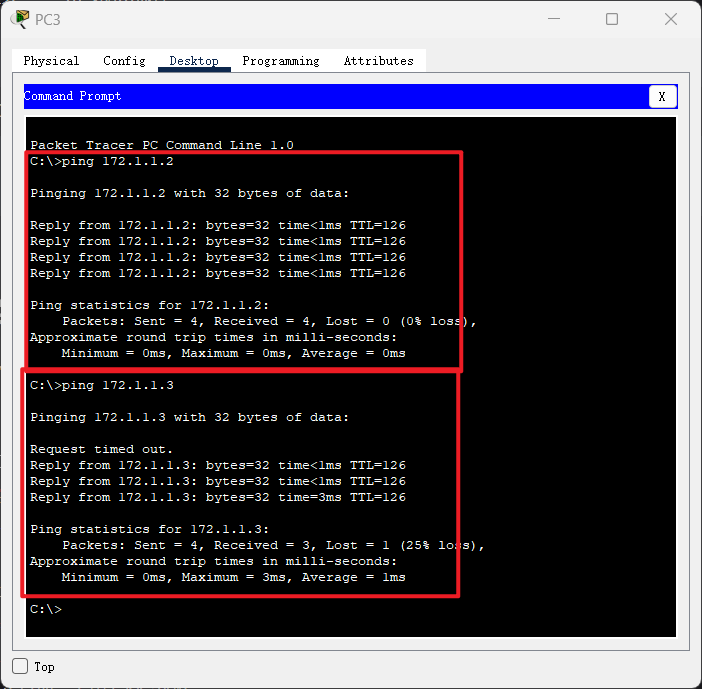 PC3
Physical Config Desktop Programming Attributes
Command Prompt X
Packet Tracer PC Command Line 1.0
C:\>ping 172.1.1.2
Pinging 172.1.1.2 with 32 bytes of data:
Reply from 172.1.1.2: bytes=32 time<1ms TTL=126
Reply from 172.1.1.2: bytes=32 time<1ms TTL=126
Reply from 172.1.1.2: bytes=32 time<1ms TTL=126
Reply from 172.1.1.2: bytes=32 time<1ms TTL=126
Ping statistics for 172.1.1.2:
Packets: Sent = 4, Received = 4, Lost = 0 (0% loss),
Approximate round trip times in milli-seconds:
Minimum = 0ms, Maximum = 0ms, Average = 0ms
C:\>ping 172.1.1.3
Pinging 172.1.1.3 with 32 bytes of data:
Request timed out.
Reply from 172.1.1.3: bytes=32 time<1ms TTL=126
Reply from 172.1.1.3: bytes=32 time<1ms TTL=126
Reply from 172.1.1.3: bytes=32 time=3ms TTL=126
Ping statistics for 172.1.1.3:
Packets: Sent = 4, Received = 3, Lost = 1 (25% loss),
Approximate round trip times in milli-seconds:
Minimum = 0ms, Maximum = 3ms, Average = 1ms
C:\>
Top